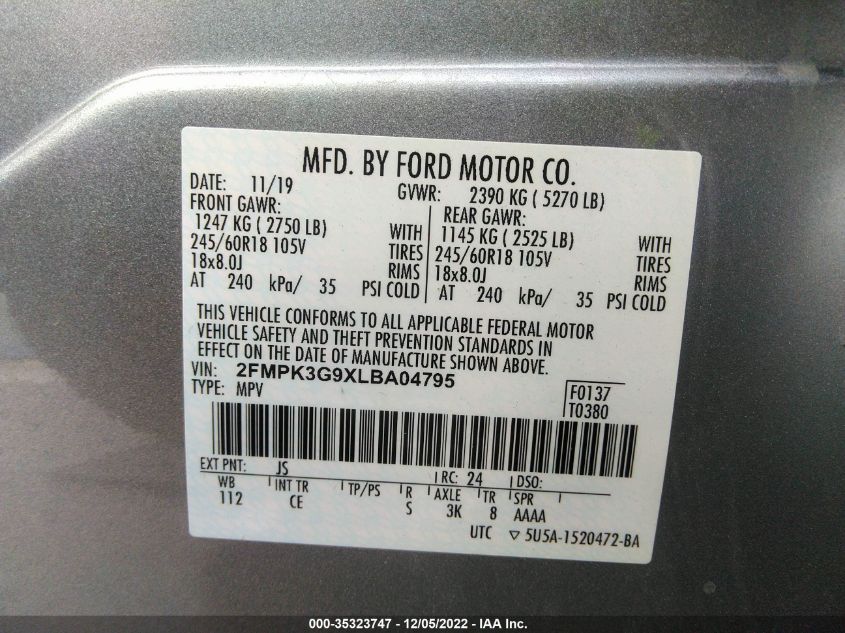 MFD. BY FORD MOTOR CO.
DATE: 11/19 GVWR: 2390 KG ( 5270 LB)
FRONT GAWR: REAR GAWR:
1247 KG ( 2750 LB) WITH 1145 KG ( 2525 LB) WITH
245/60R18 105V TIRES 245/60R18 105V TIRES
18x8.0J RIMS 18x8.0J RIMS
AT 240 kPa/ 35 PSI COLD AT 240 kPa/ 35 PSI COLD
THIS VEHICLE CONFORMS TO ALL APPLICABLE FEDERAL MOTOR
VEHICLE SAFETY AND THEFT PREVENTION STANDARDS IN
EFFECT ON THE DATE OF MANUFACTURE SHOWN ABOVE.
VIN: 2FMPK3G9XLBA04795
TYPE: MPV F0137
T0380
EXT PNT: JS RC: 24 DSO:
WB INT TR TP/PS R AXLE TR SPR
112 CE S 3K 8 AAAA
UTC ▽ 5U5A-1520472-BA
000-35323747 - 12/05/2022 - IAA Inc.